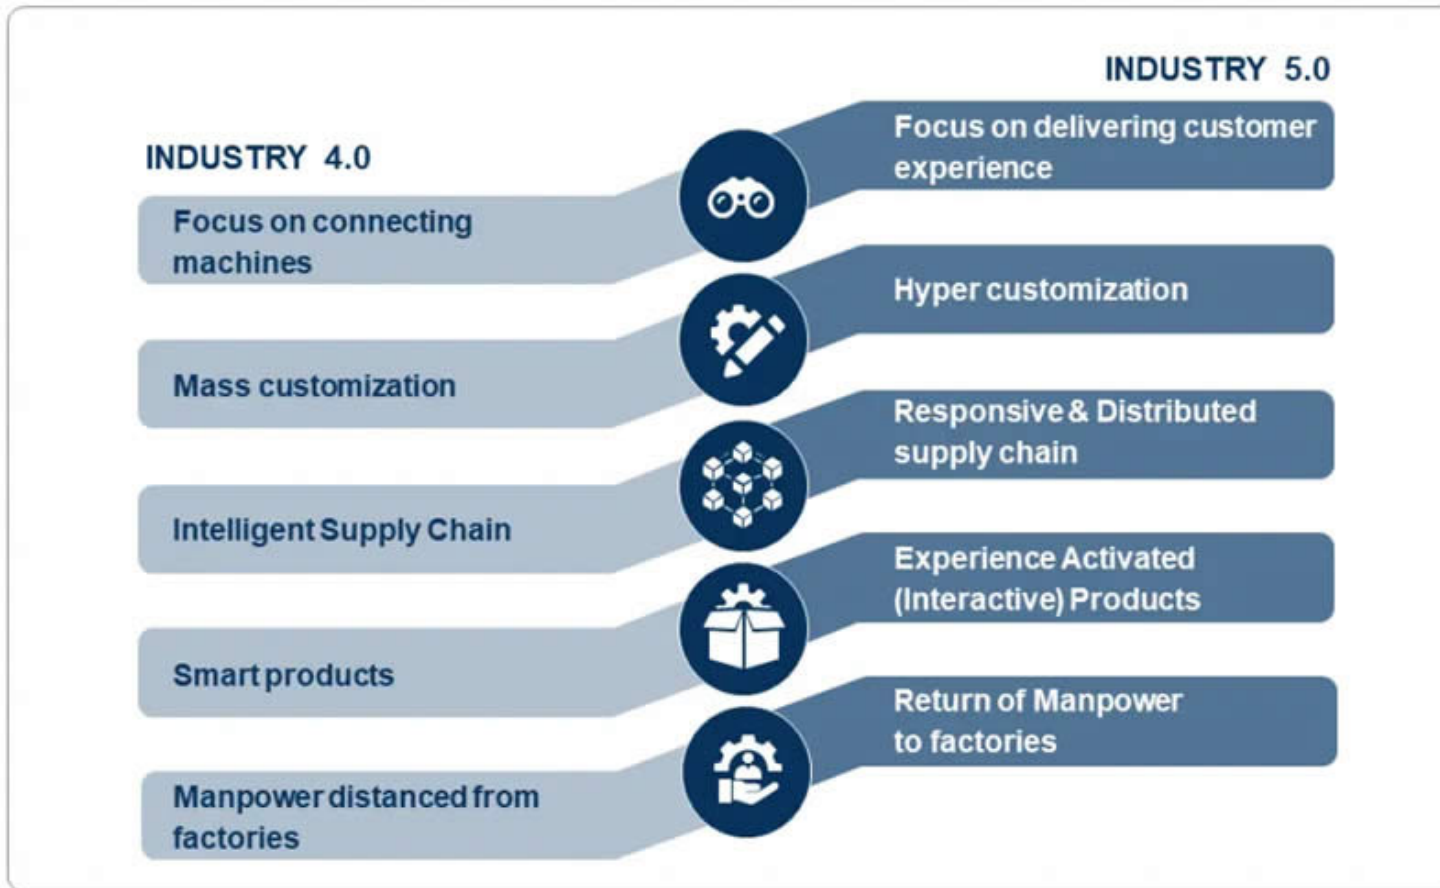 INDUSTRY 4.0
Focus on connecting
machines
Mass customization
Intelligent Supply Chain
Smart products
Manpower distanced from
factories
INDUSTRY 5.0
Focus on delivering customer
experience
Hyper customization
Responsive & Distributed
supply chain
Experience Activated
(Interactive) Products
Return of Manpower
to factories